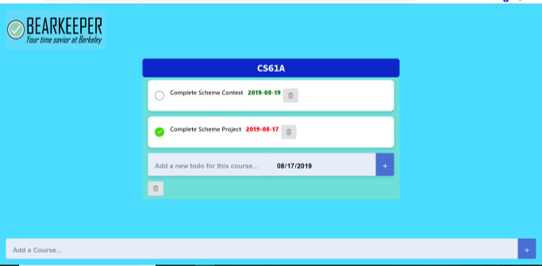 BEARKEEPER
Your time savior at Berkeley
CS61A
Complete Scheme Contest 2019-08-19
Complete Scheme Project 2019-08-17
Add a new todo for this course... 08/17/2019 +
Add a Course... +